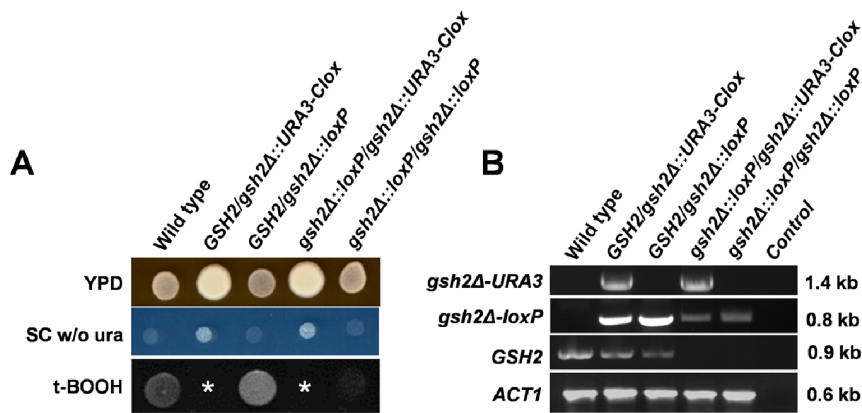 A
Wild type
GSH2/gsh2Δ::URA3-Clox
GSH2/gsh2Δ::loxP
gsh2Δ::loxP/gsh2Δ::URA3-Clox
gsh2Δ::loxP/gsh2Δ::loxP
YPD
SC w/o ura
t-BOOH
* *
B
Wild type
GSH2/gsh2Δ::URA3-Clox
GSH2/gsh2Δ::loxP
gsh2Δ::loxP/gsh2Δ::URA3-Clox
gsh2Δ::loxP/gsh2Δ::loxP
Control
gsh2Δ-URA3 1.4 kb
gsh2Δ-loxP 0.8 kb
GSH2 0.9 kb
ACT1 0.6 kb